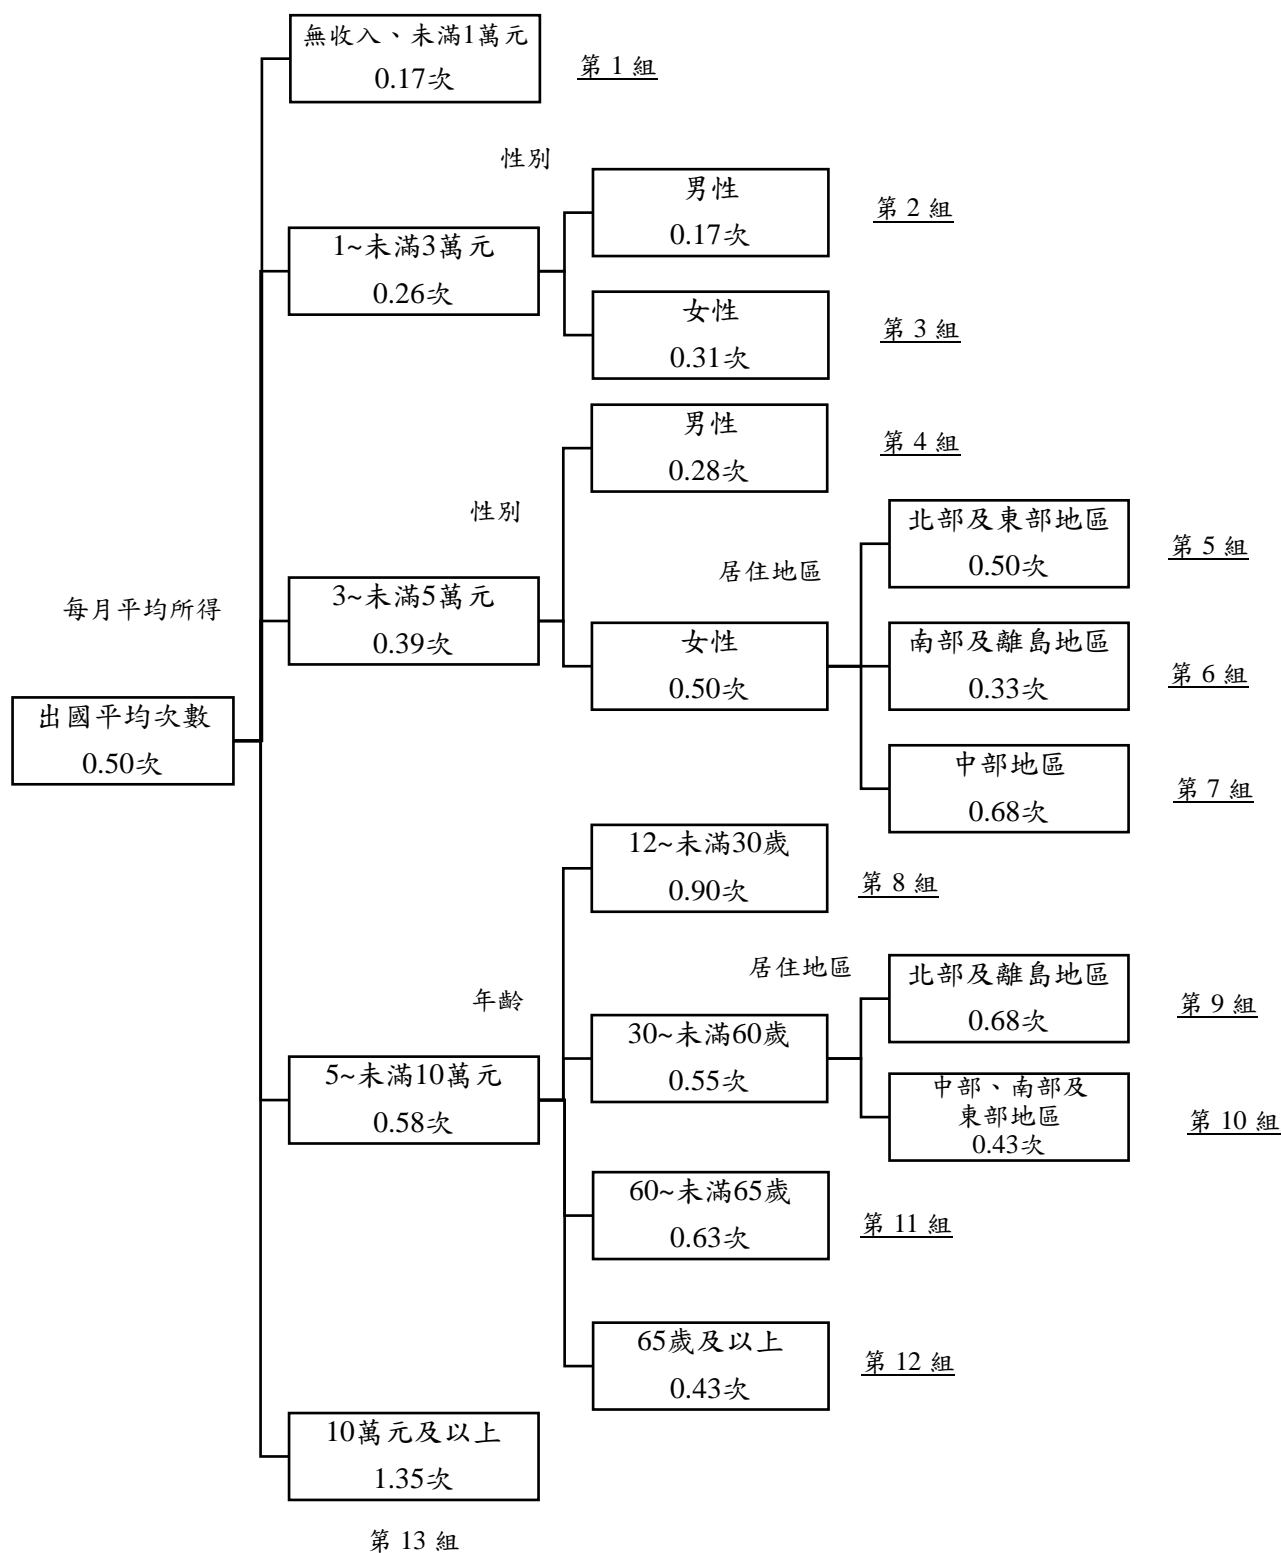 無收入、未滿1萬元
0.17次
第 1 組
性別
男性
0.17次
第 2 組
1~未滿3萬元
0.26次
女性
0.31次
第 3 組
男性
0.28次
第 4 組
性別
北部及東部地區
0.50次
第 5 組
居住地區
每月平均所得
3~未滿5萬元
0.39次
女性
0.50次
南部及離島地區
0.33次
第 6 組
出國平均次數
0.50次
中部地區
0.68次
第 7 組
12~未滿30歲
0.90次
第 8 組
居住地區
北部及離島地區
0.68次
第 9 組
年齡
30~未滿60歲
0.55次
5~未滿10萬元
0.58次
中部、南部及
東部地區
0.43次
第 10 組
60~未滿65歲
0.63次
第 11 組
65歲及以上
0.43次
第 12 組
10萬元及以上
1.35次
第 13 組